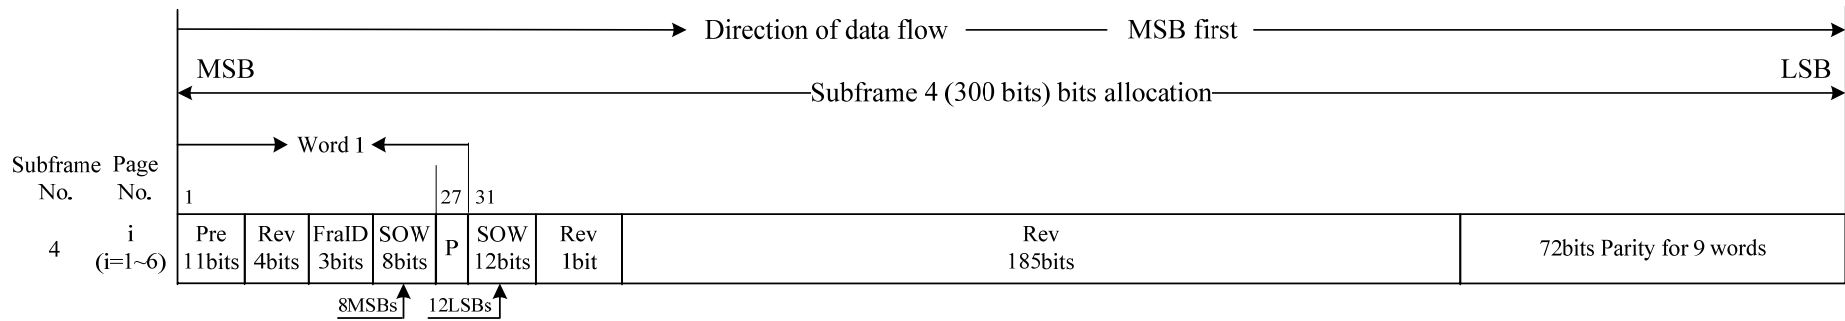 Direction of data flow MSB first
MSB LSB
Subframe 4 (300 bits) bits allocation
Word 1
Subframe Page
No. No.
1 27 31
Pre Rev FraID SOW P SOW Rev Rev 72bits Parity for 9 words
4 i
(i=1~6)
11bits 4bits 3bits 8bits 12bits 1bit 185bits
8MSBs 12LSBs